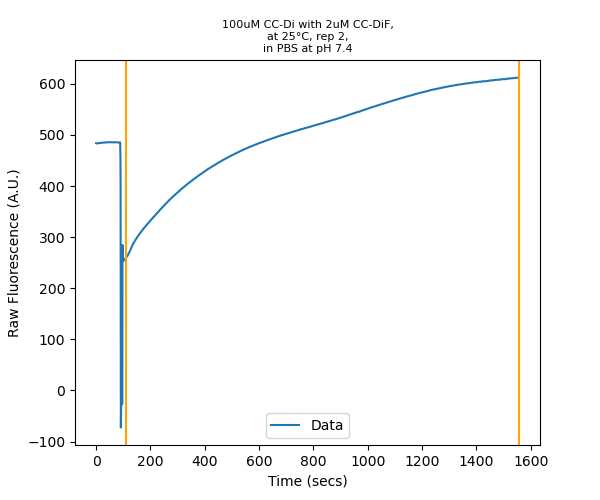 100uM CC-Di with 2uM CC-DiF,
at 25°C, rep 2,
in PBS at pH 7.4
Raw Fluorescence (A.U.)
600
500
400
300
200
100
0
−100
Data
0 200 400 600 800 1000 1200 1400 1600
Time (secs)